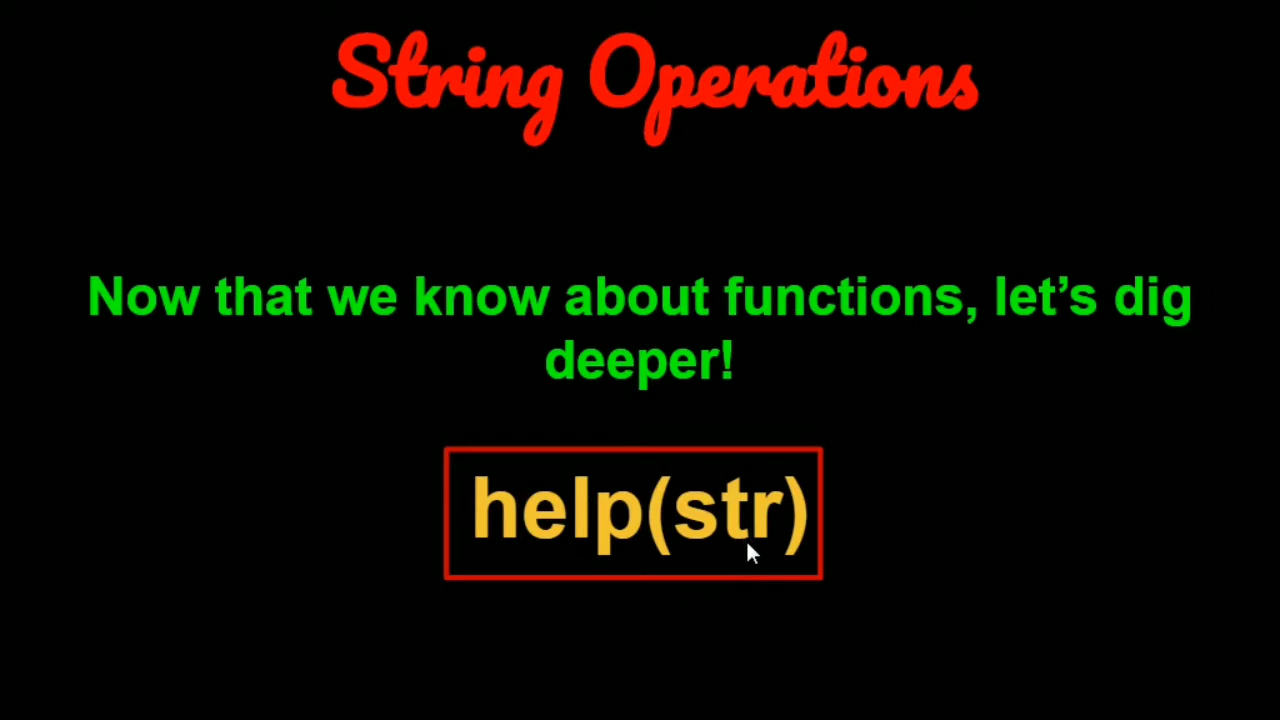 String Operations
Now that we know about functions, let’s dig
deeper!
help(str)